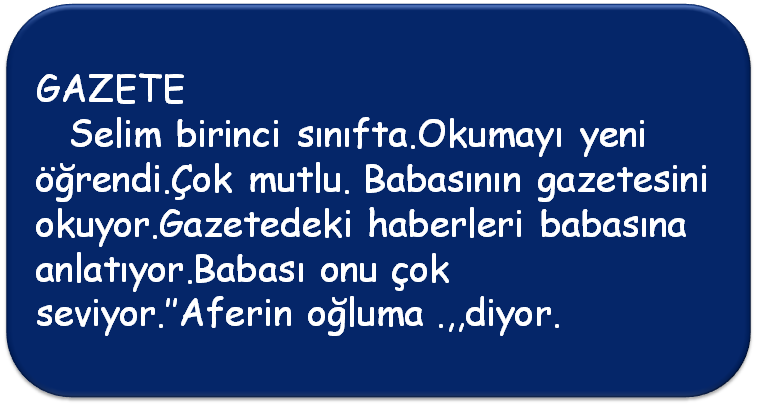 GAZETE
Selim birinci sınıfta.Okumayı yeni
öğrendi.Çok mutlu. Babasının gazetesini
okuyor.Gazetedeki haberleri babasına
anlatıyor.Babası onu çok
seviyor.’’Aferin oğluma .,,diyor.